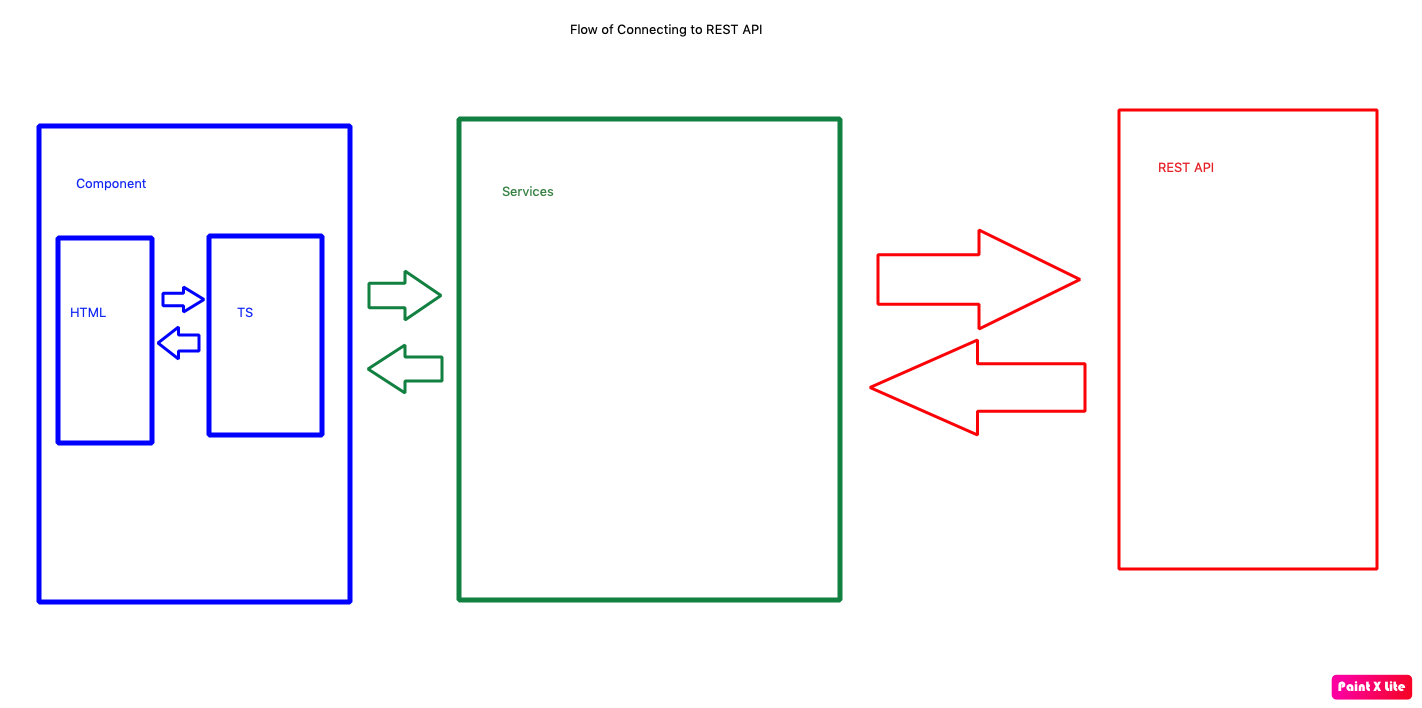 Flow of Connecting to REST API
Component
HTML
TS
Services
REST API
Paint X Lite